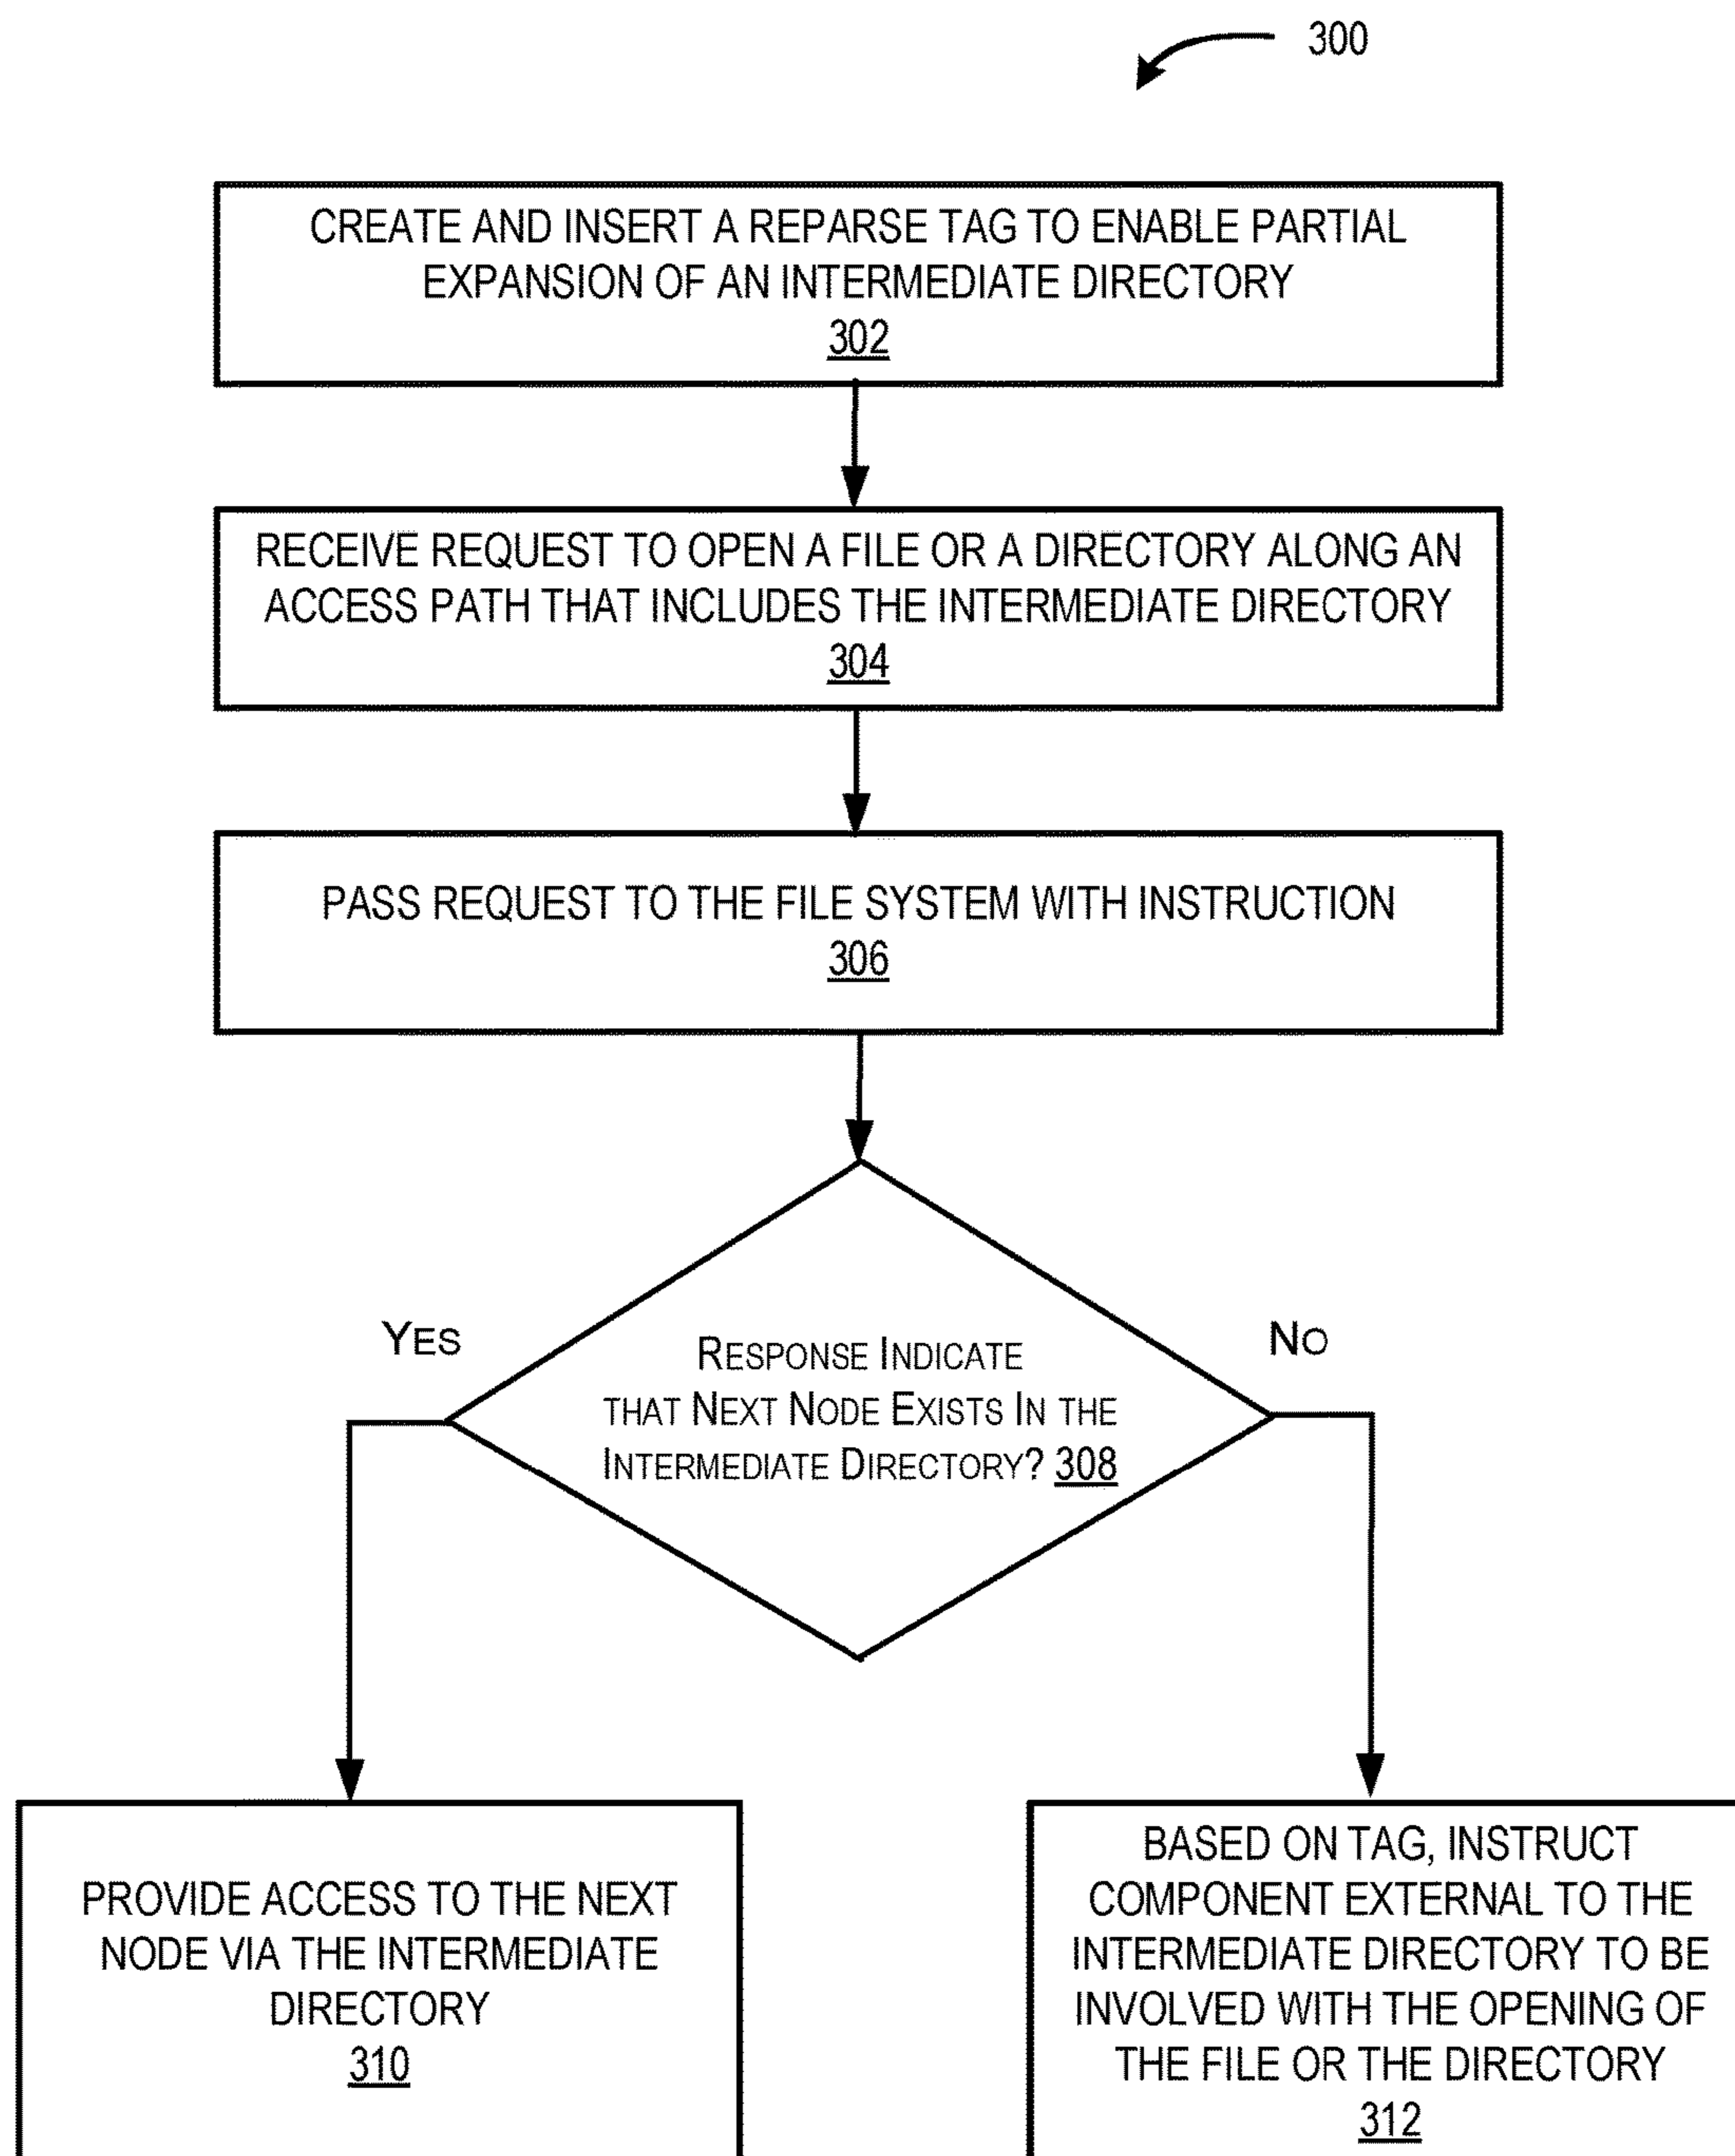 300
CREATE AND INSERT A REPARSE TAG TO ENABLE PARTIAL
EXPANSION OF AN INTERMEDIATE DIRECTORY
302
RECEIVE REQUEST TO OPEN A FILE OR A DIRECTORY ALONG AN
ACCESS PATH THAT INCLUDES THE INTERMEDIATE DIRECTORY
304
PASS REQUEST TO THE FILE SYSTEM WITH INSTRUCTION
306
YES
NO
RESPONSE INDICATE
THAT NEXT NODE EXISTS IN THE
INTERMEDIATE DIRECTORY? 308
PROVIDE ACCESS TO THE NEXT
NODE VIA THE INTERMEDIATE
DIRECTORY
310
BASED ON TAG, INSTRUCT
COMPONENT EXTERNAL TO THE
INTERMEDIATE DIRECTORY TO BE
INVOLVED WITH THE OPENING OF
THE FILE OR THE DIRECTORY
312